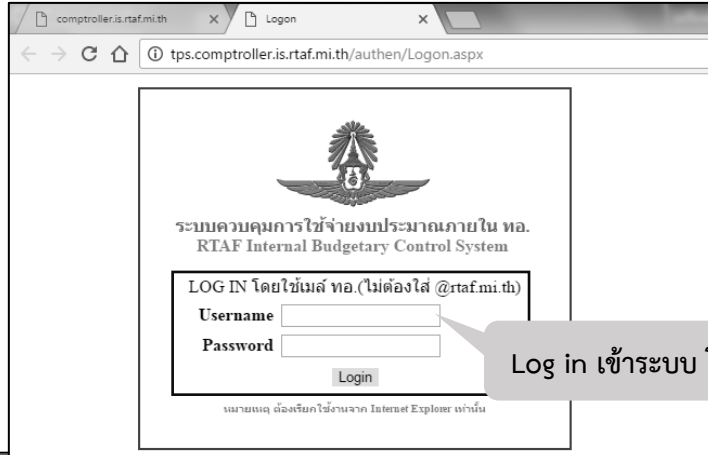 comptroller.is.rtaf.mi.th
Logon
tps.comptroller.is.rtaf.mi.th/authen/Logon.aspx
ระบบควบคุมการใช้จ่ายงบประมาณภายใน ทอ.
RTAF Internal Budgetary Control System
LOG IN โดยใช้เมล์ ทอ.(ไม่ต้องใส่ @rtaf.mi.th)
Username
Password
Log in เข้าระบบ
Login
หมายเหตุ ต้องเรียกใช้งานจาก Internet Explorer เท่านั้น